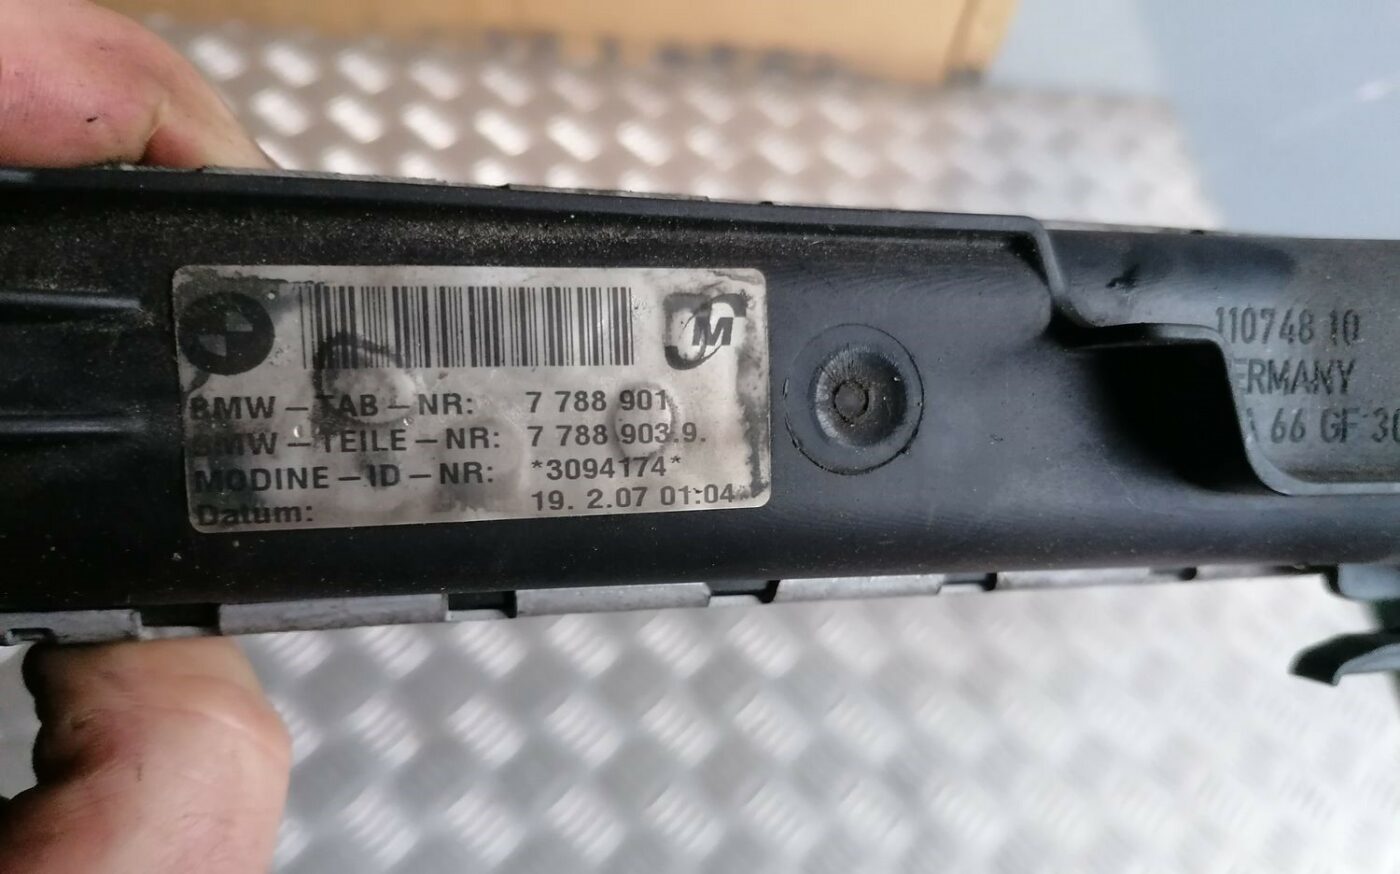 M
BMW-TAB-NR: 7 788 901
BMW-TEILE-NR: 7 788 903.9.
MODINE-ID-NR: *3094174*
Datum: 19. 2.07 01:04
110748 10
ERMANY
66 GF 30